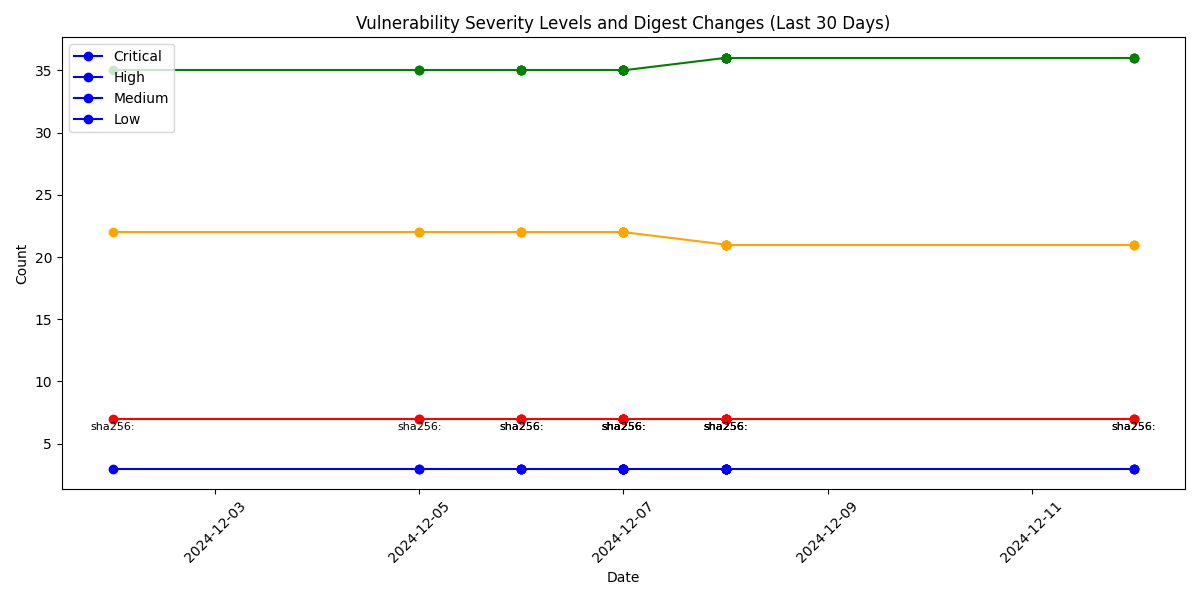 Vulnerability Severity Levels and Digest Changes (Last 30 Days)
Critical
High
Medium
Low
Count
35
30
25
20
15
10
5
sha256:
sha256:
sha256:
sha256:
sha256:
sha256:
2024-12-03
2024-12-05
2024-12-07
2024-12-09
2024-12-11
Date